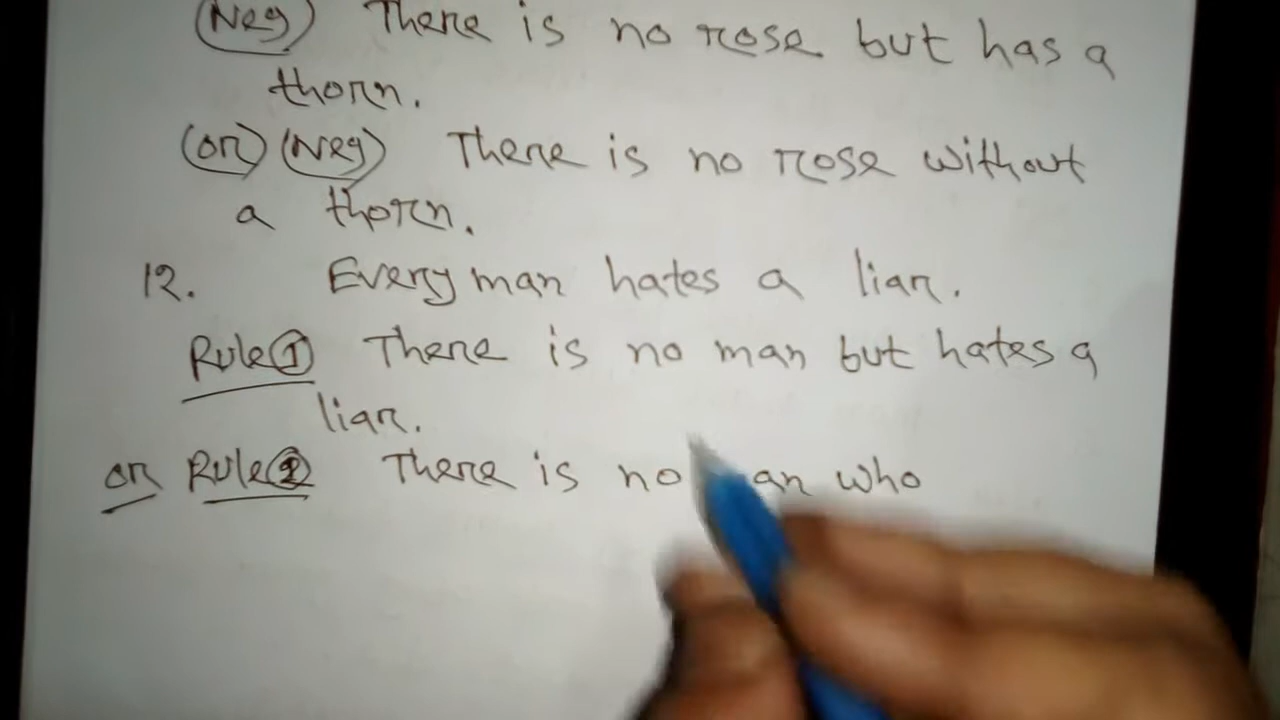 (Neg) There is no rose but has a
thorn.
(or) (Neg) There is no rose without
a thorn.
12. Every man hates a liar.
Rule① There is no man but hates a
liar.
or Rule② There is no who